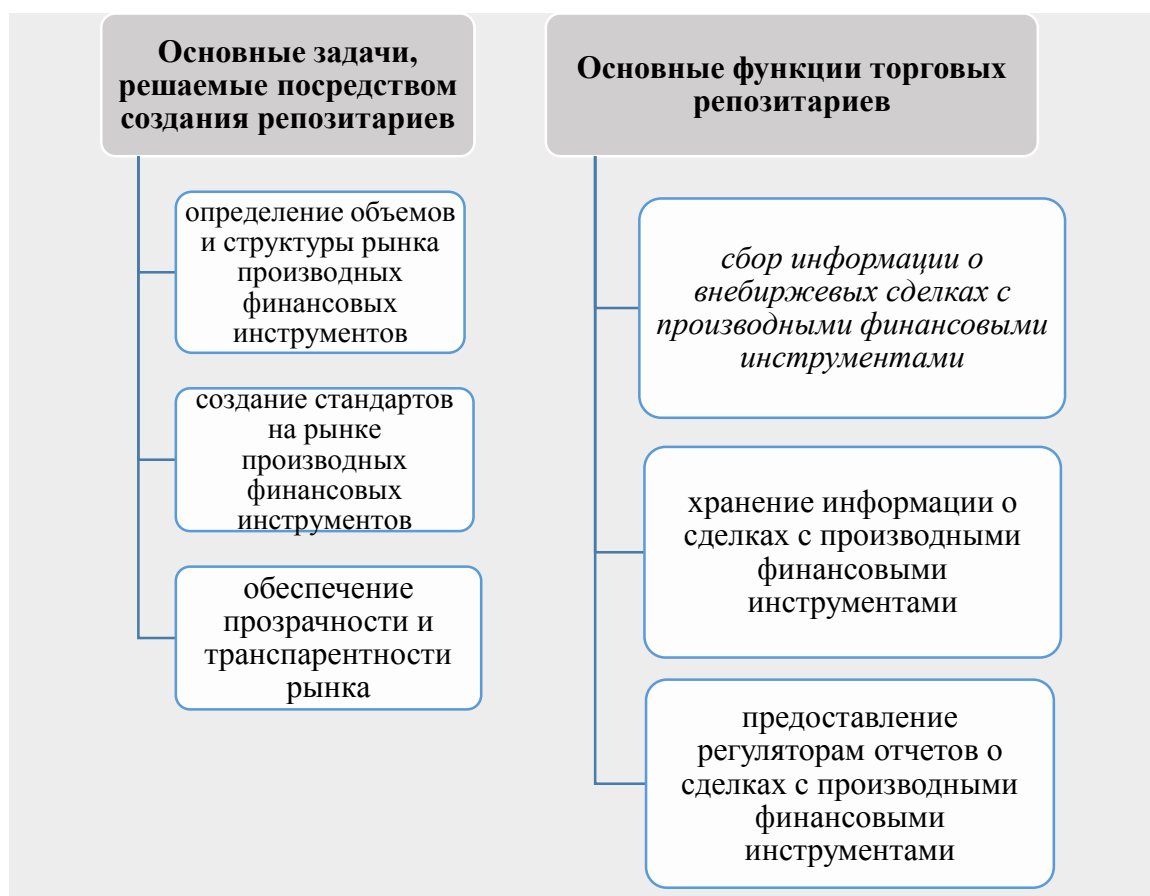 Основные задачи,
решаемые посредством
создания репозитариев
определение объемов
и структуры рынка
производных
финансовых
инструментов
создание стандартов
на рынке
производных
финансовых
инструментов
обеспечение
прозрачности и
транспарентности
рынка
Основные функции торговых
репозитариев
сбор информации о
внебиржевых сделках с
производными финансовыми
инструментами
хранение информации о
сделках с производными
финансовыми
инструментами
предоставление
регуляторам отчетов о
сделках с производными
финансовыми
инструментами